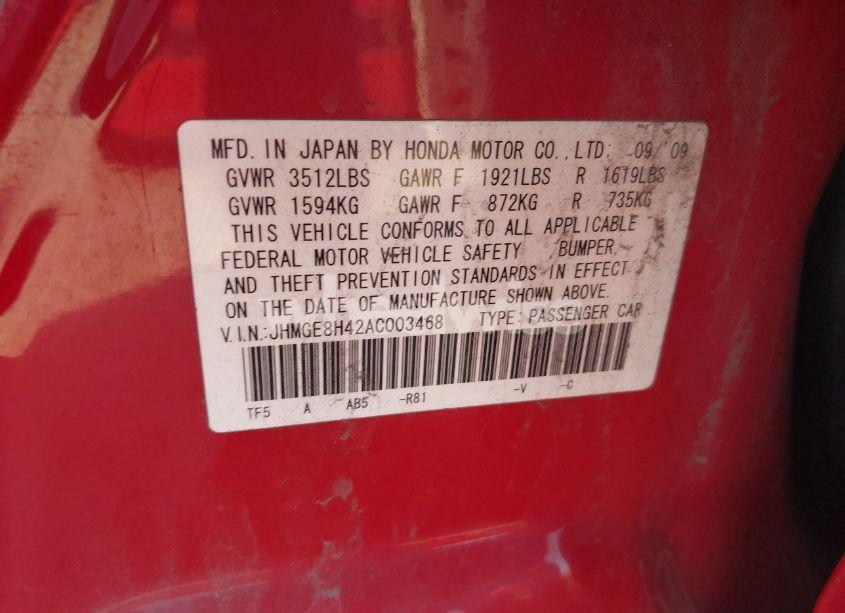 MFD. IN JAPAN BY HONDA MOTOR CO.,LTD. 09/09
GVWR 3512LBS GAWR F 1921LBS R 1619LBS
GVWR 1594KG GAWR F 872KG R 735KG
THIS VEHICLE CONFORMS TO ALL APPLICABLE
FEDERAL MOTOR VEHICLE SAFETY, BUMPER,
AND THEFT PREVENTION STANDARDS IN EFFECT
ON THE DATE OF MANUFACTURE SHOWN ABOVE.
V.I.N.:JHMGE8H42AC003468 TYPE: PASSENGER CAR
TF5 A AB5 -R81 -V -C